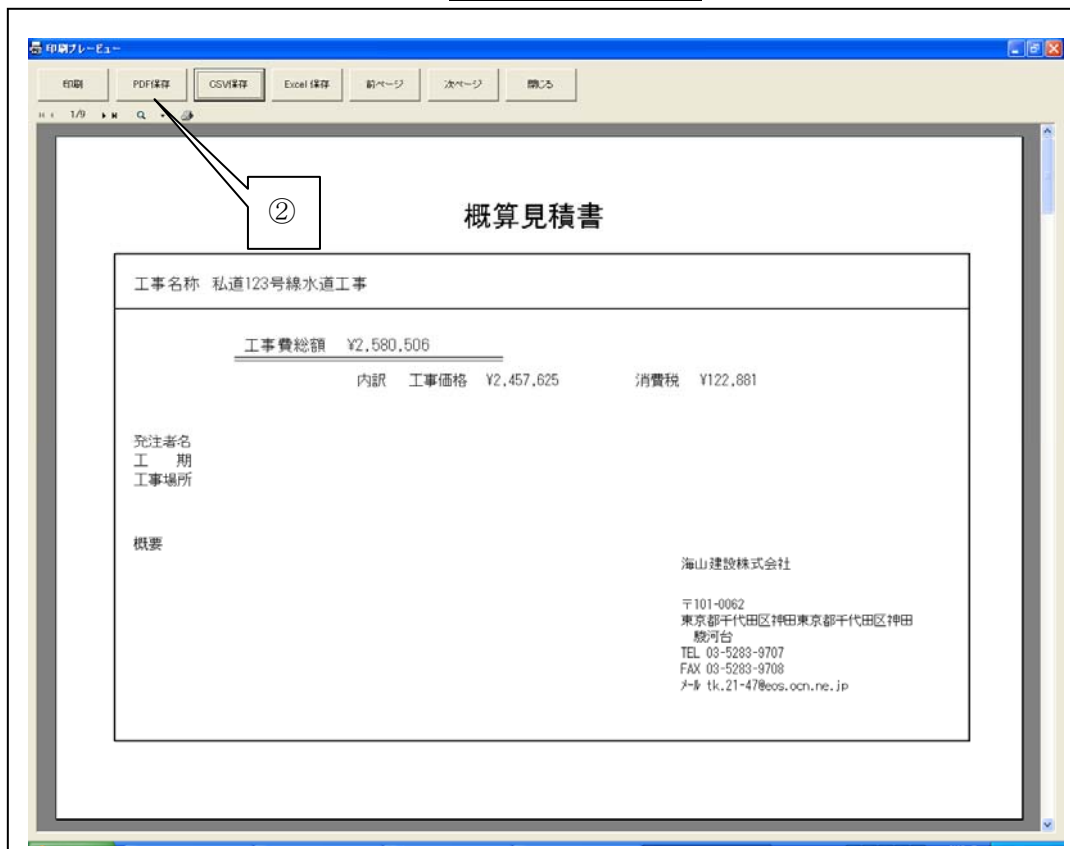 印刷プレービュー
印刷 PDF保存 CSV保存 Excel 保存 前ページ 次ページ 閉じる
1/9
②
概算見積書
工事名称 私道123号線水道工事
工事費総額 ¥2,580,506
内訳 工事価格 ¥2,457,625 消費税 ¥122,881
発注者名
工 期
工事場所
概要
海山建設株式会社
〒101-0062
東京都千代田区神田東京都千代田区神田
駿河台
TEL 03-5283-9707
FAX 03-5283-9708
メール tk.21-47@eos.ocn.ne.jp